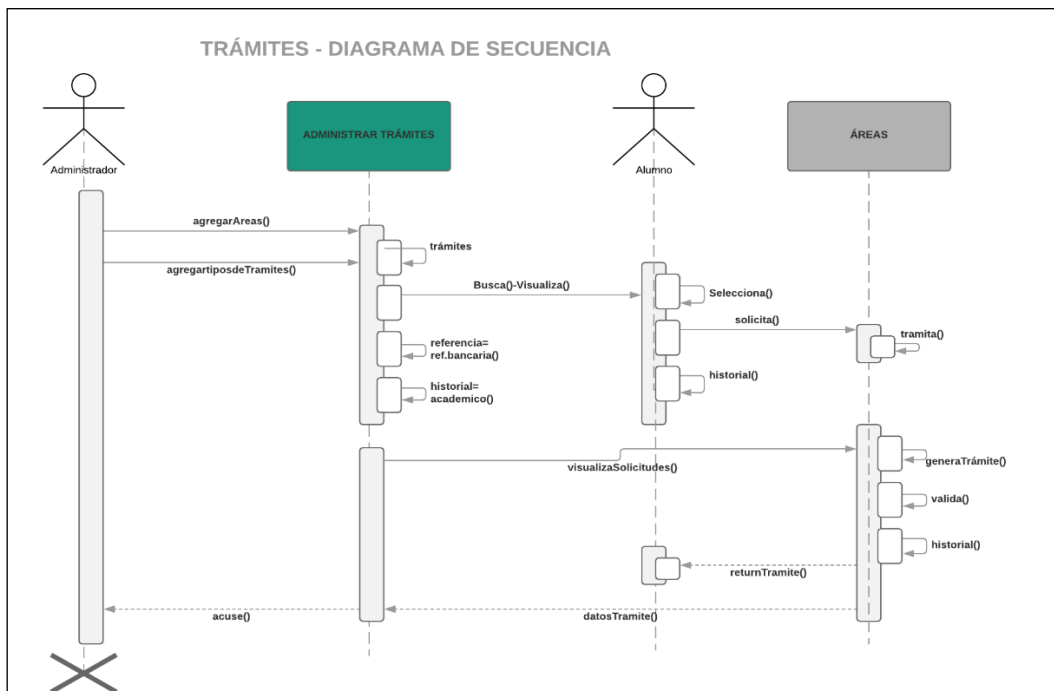 TRÁMITES - DIAGRAMA DE SECUENCIA
ADMINISTRAR TRÁMITES
ÁREAS
Administrador
Alumno
agregarAreas()
trámites
agregartiposdeTramites()
Busca()-Visualiza()
Selecciona()
solicita()
tramita()
referencia=
ref.bancaria()
historial()
historial=
academico()
visualizaSolicitudes()
generaTrámite()
valida()
historial()
returnTramite()
acuse()
datosTramite()